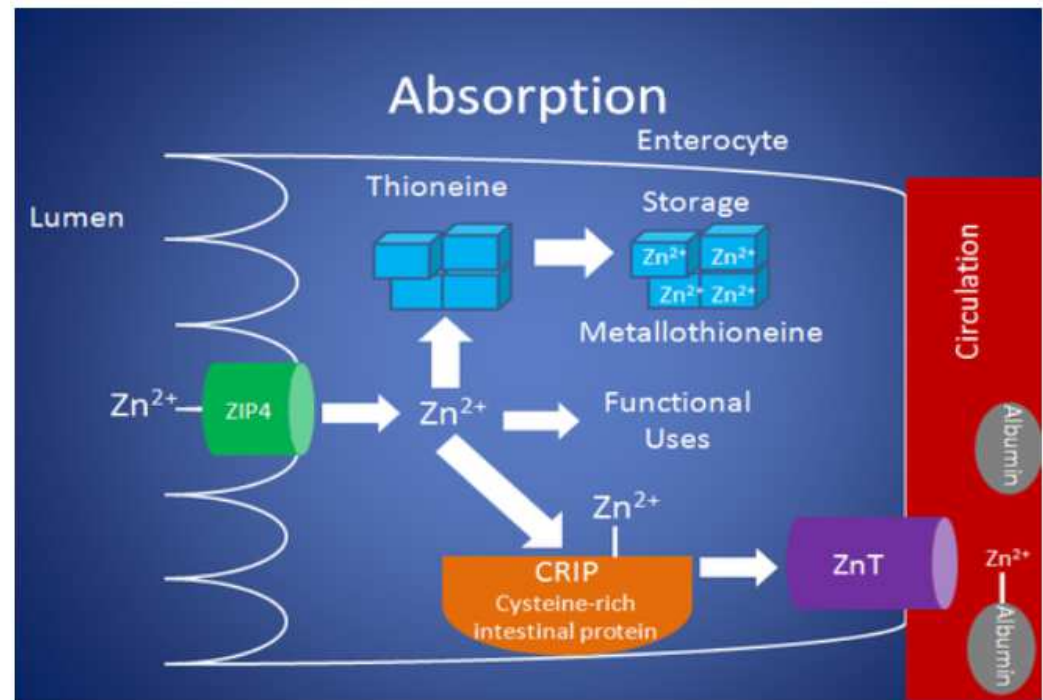 Absorption
Enterocyte
Lumen
Thioneine
Storage
Zn²⁺ Zn²⁺
Zn²⁺ Zn²⁺
Metallothioneine
Circulation
Zn²⁺
ZIP4
Zn²⁺
Functional
Uses
Albumin
Zn²⁺
CRIP
Cysteine-rich
intestinal protein
ZnT
Zn²⁺
Albumin